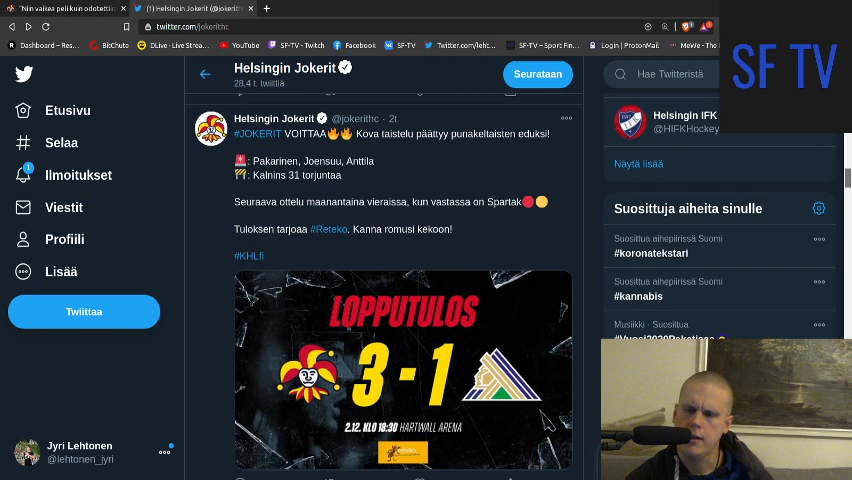 "Niin vaikea peli kuin odotettiin
(1) Helsingin Jokerit (@jokerithc
twitter.com/jokerithc
Dashboard – Res...
BitChute
DLive · Live Strea...
YouTube
SF-TV - Twitch
Facebook
SF-TV
Twitter.com/leht...
SF-TV – Sport Fin...
Login | ProtonMail
MeWe - The
SF TV
Helsingin Jokerit
28,4 t. twiittiä
Seurataan
Hae Twitteristä
Etusivu
Selaa
1
Ilmoitukset
Viestit
Profiili
Lisää
Twiittaa
Jyri Lehtonen
@lehtonen_jyri
Helsingin Jokerit @jokerithc · 2t
#JOKERIT VOITTAA🔥🔥 Kova taistelu päättyy punakeltaisten eduksi!
🚨: Pakarinen, Joensuu, Anttila
🚧: Kalnins 31 torjuntaa
Seuraava ottelu maanantaina vieraissa, kun vastassa on Spartak🔴🟡
Tuloksen tarjoaa #Reteko. Kanna romusi kekoon!
#KHLfi
LOPPUTULOS
3 - 1
2.12. KLO 18:30 HARTWALL ARENA
Helsingin IFK
@HIFKHockey
Näytä lisää
Suosittuja aiheita sinulle
Suosittu aihepiirissä Suomi
#koronatekstari
Suosittu aihepiirissä Suomi
#kannabis
Musiikki · Suosittua